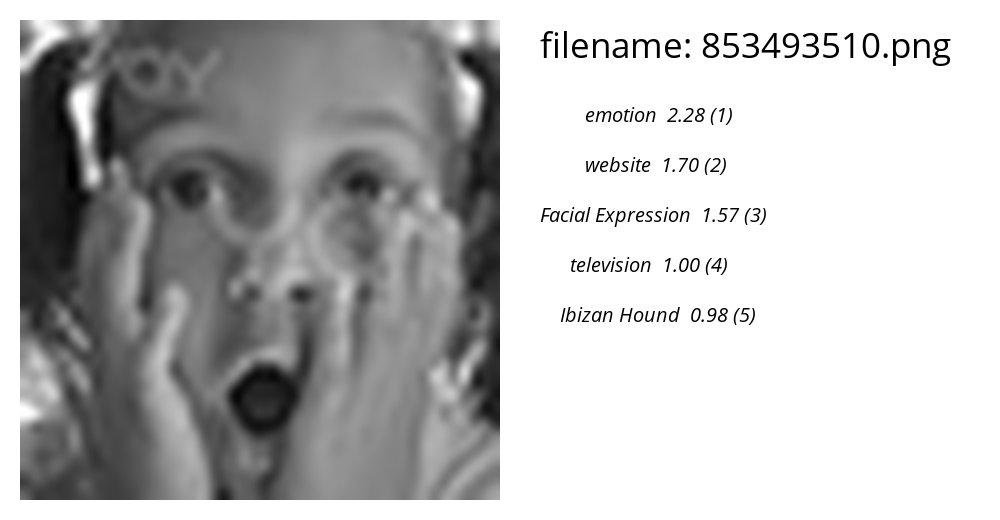 filename: 853493510.png
emotion 2.28 (1)
website 1.70 (2)
Facial Expression 1.57 (3)
television 1.00 (4)
Ibizan Hound 0.98 (5)